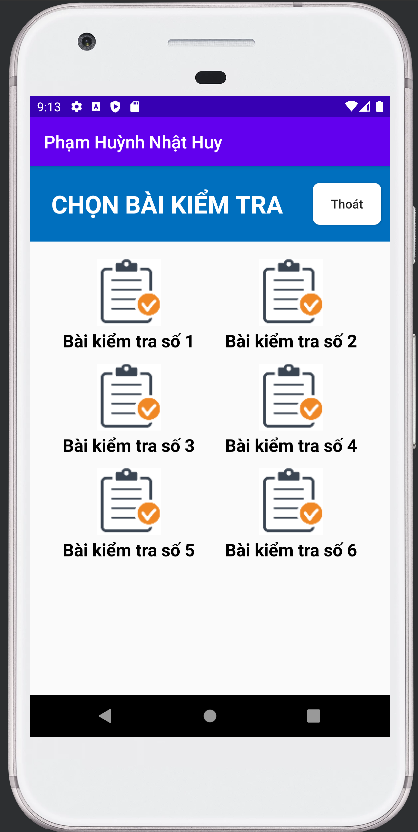 9:13
Phạm Huỳnh Nhật Huy
CHỌN BÀI KIỂM TRA
Thoát
Bài kiểm tra số 1
Bài kiểm tra số 2
Bài kiểm tra số 3
Bài kiểm tra số 4
Bài kiểm tra số 5
Bài kiểm tra số 6